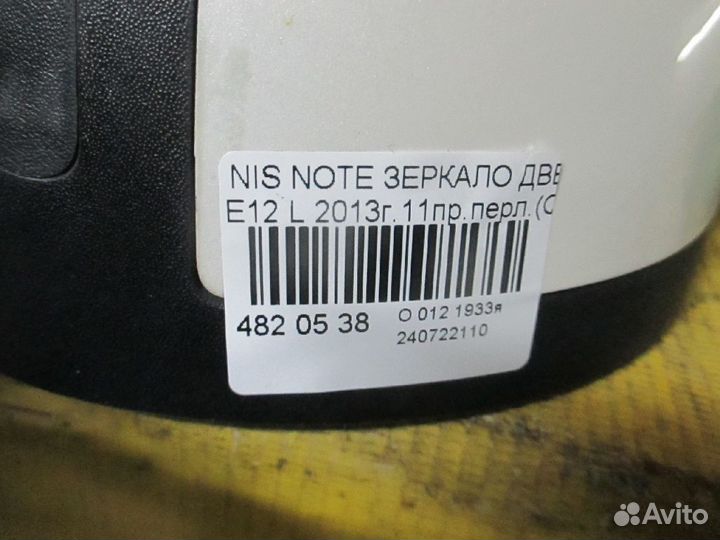 NIS NOTE ЗЕРКАЛО ДВЕ
E12 L 2013г.11пр.перл.(С
482 05 38
О 012 1933я
240722110
Avito